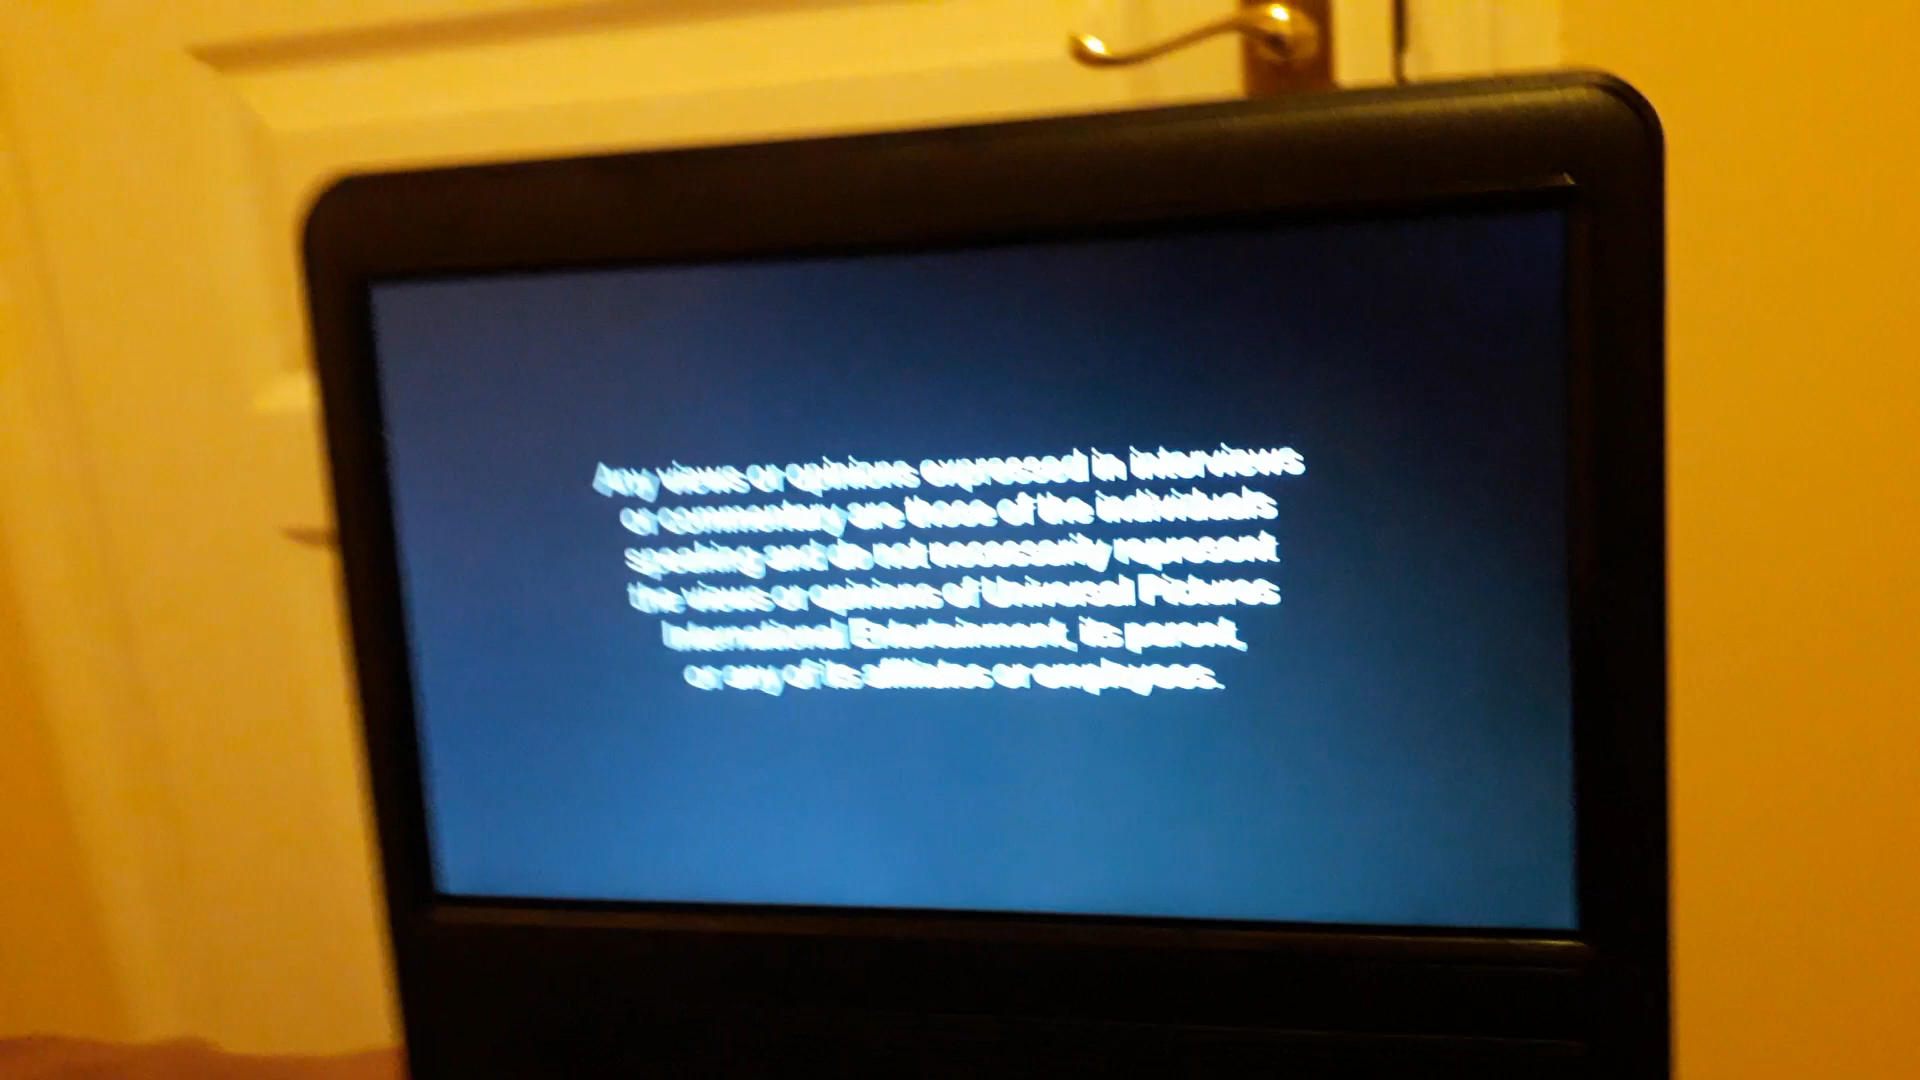 Any views or opinions expressed in interviews
or commentary are those of the individuals
speaking and do not necessarily represent
the views or opinions of Universal Pictures
International Entertainment, its parent,
or any of its affiliates or employees.